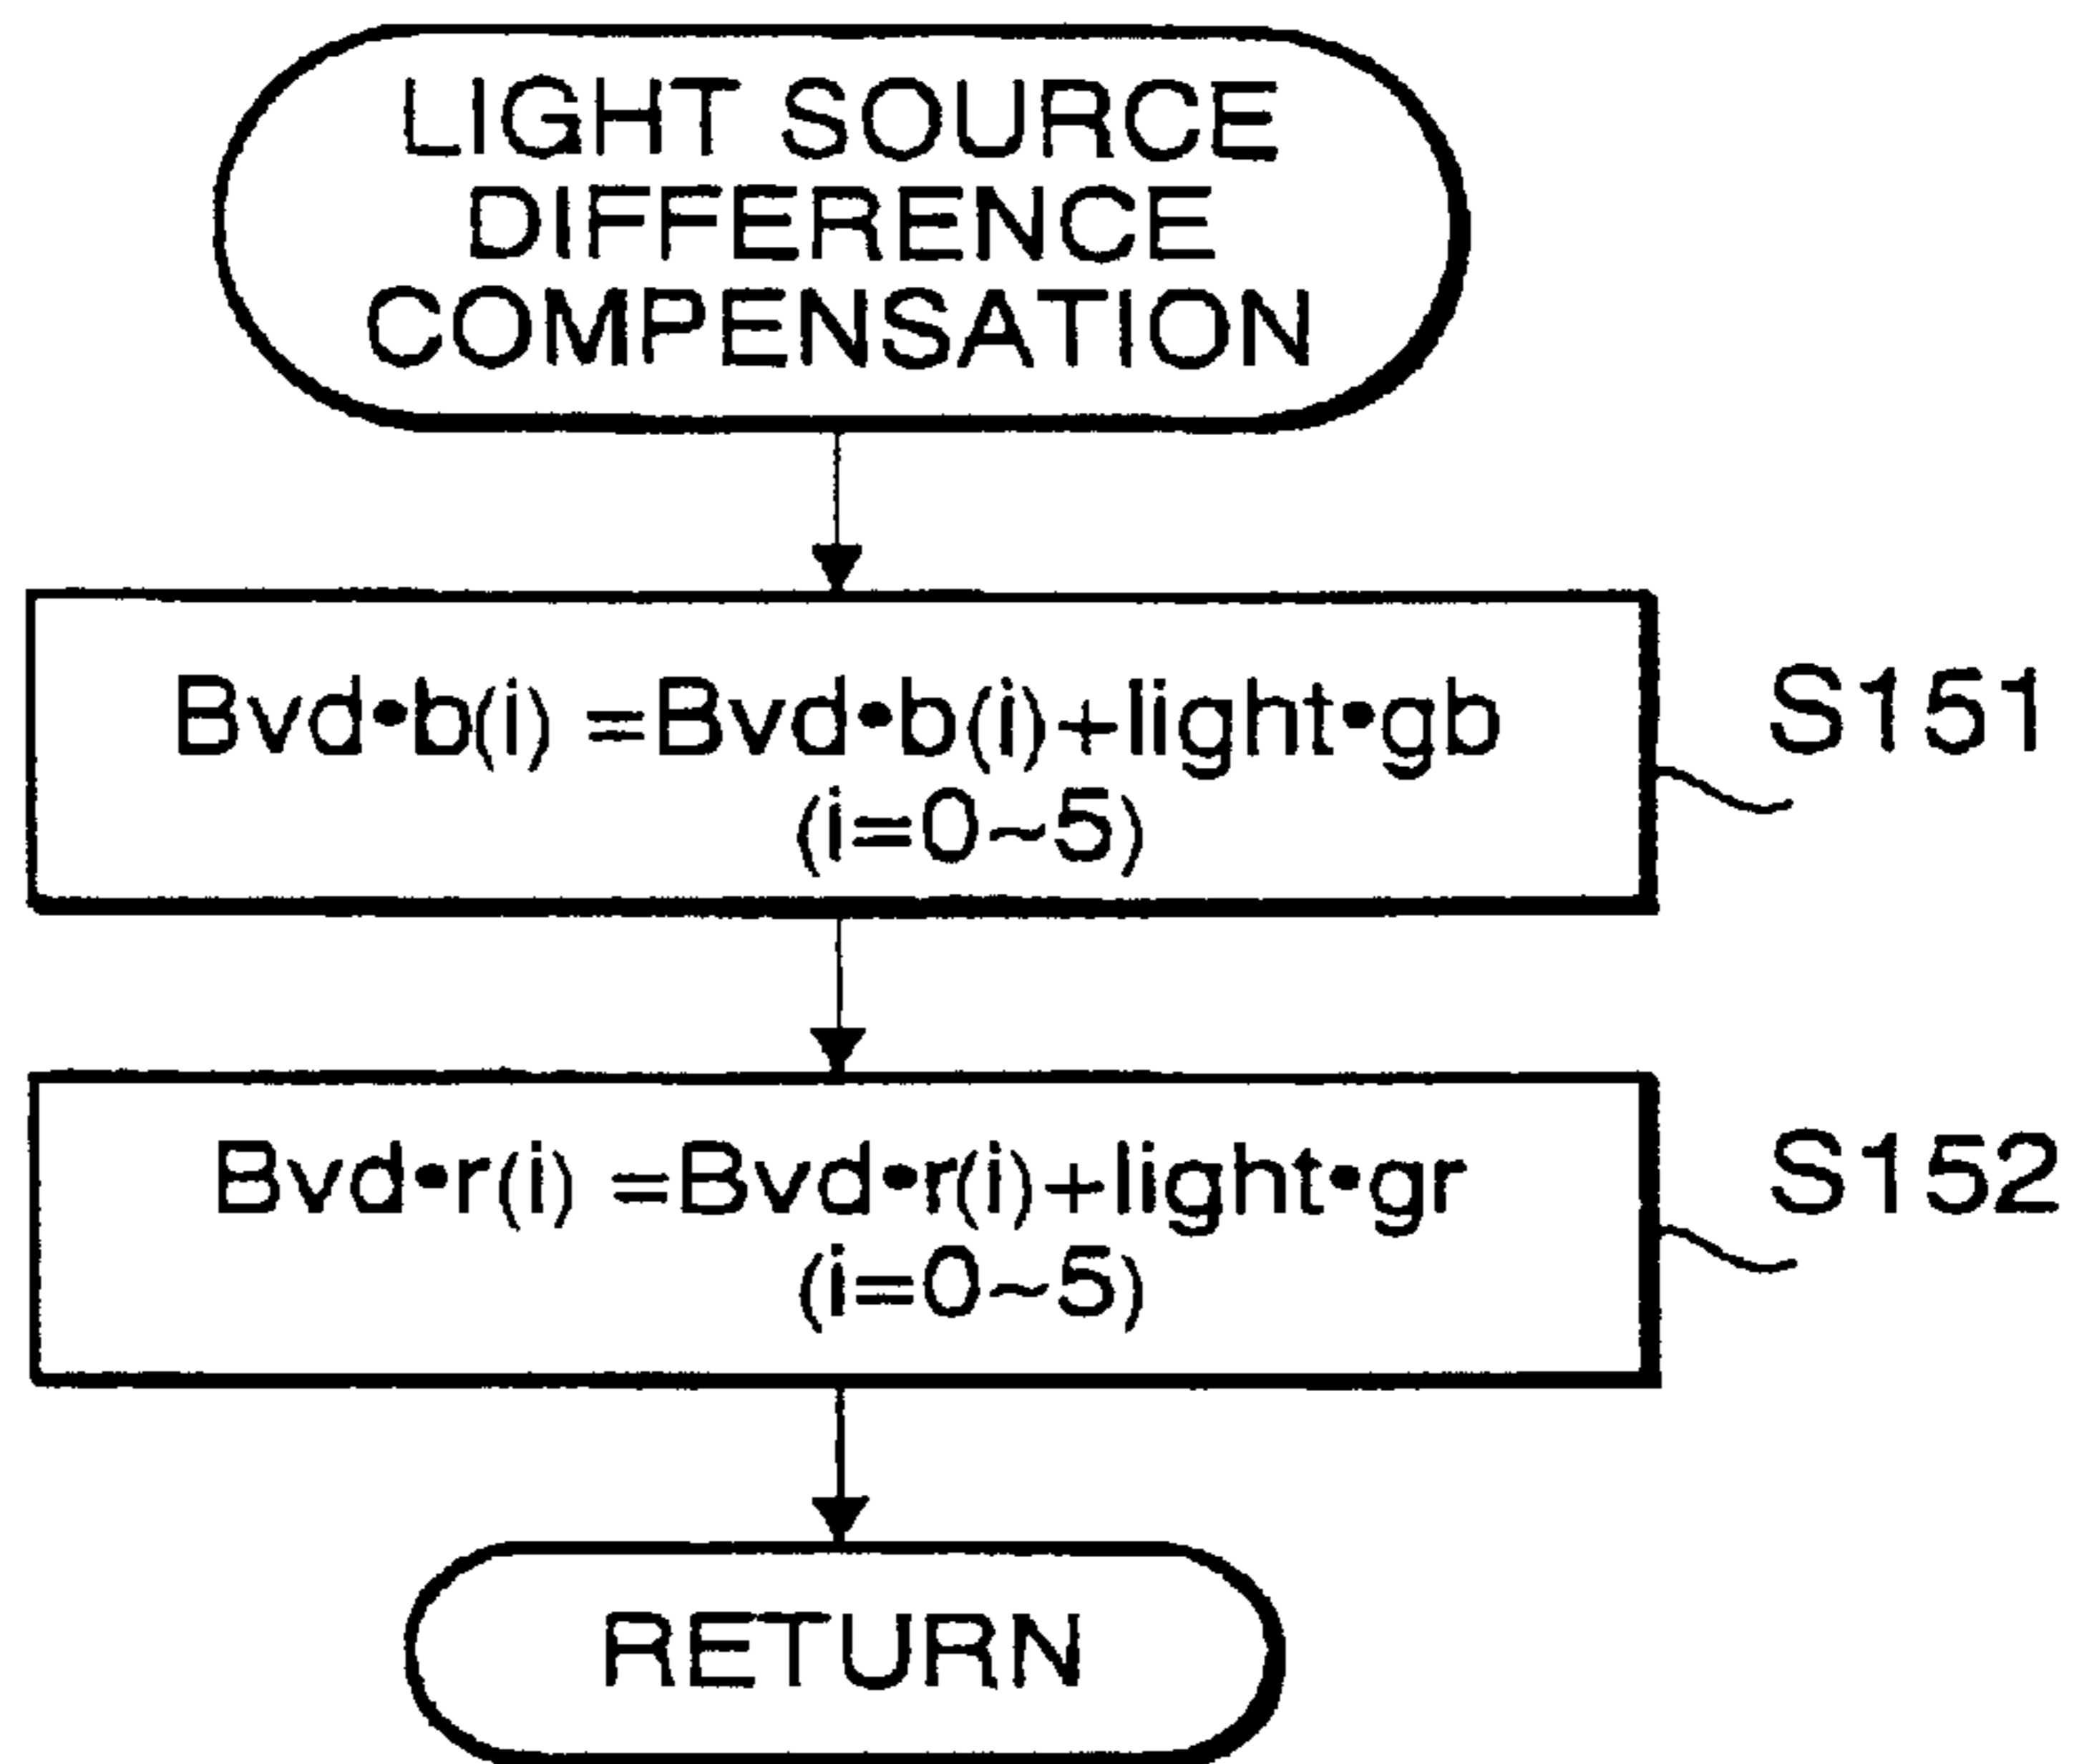 LIGHT SOURCE
DIFFERENCE
COMPENSATION
Bvd•b(i) =Bvd•b(i)+light•gb
(i=0~5)
S151
Bvd•r(i) =Bvd•r(i)+light•gr
(i=0~5)
S152
RETURN